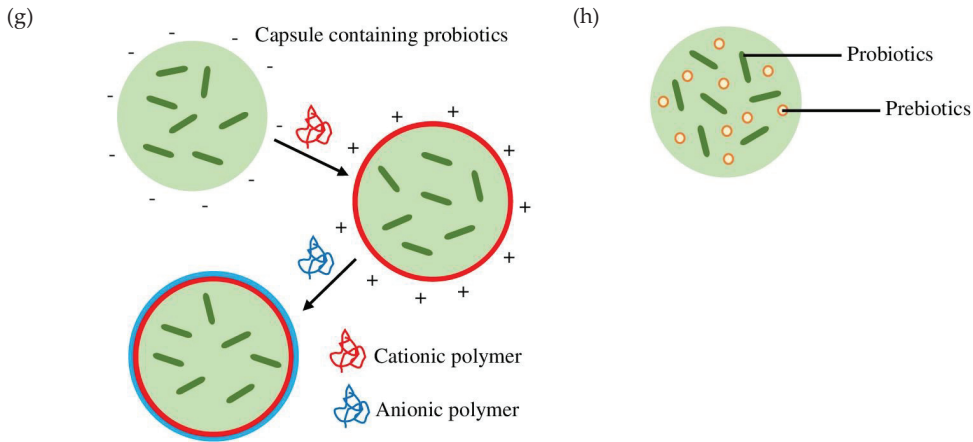 (g)
Capsule containing probiotics
Cationic polymer
Anionic polymer
(h)
Probiotics
Prebiotics